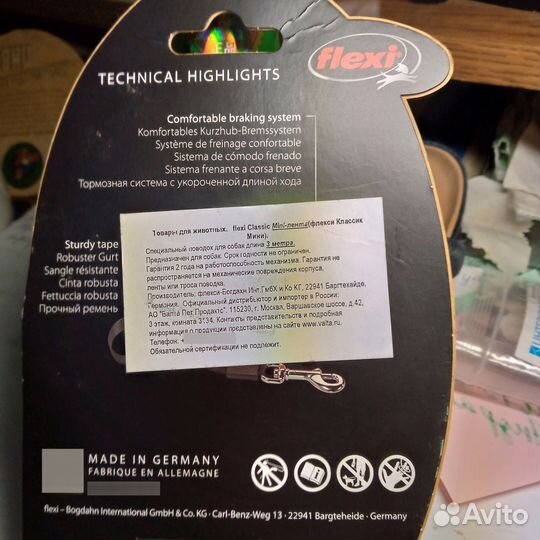 flexi
TECHNICAL HIGHLIGHTS
Comfortable braking system
Komfortables Kurzhub-Bremssystem
Système de freinage confortable
Sistema de cómodo frenado
Sistema frenante a corsa breve
Тормозная система с укороченной длиной хода
Sturdy tape
Robuster Gurt
Sangle résistante
Cinta robusta
Fettuccia robusta
Прочный ремень
Товары для животных, flexi Classic Mini-лента(флекси Классик
Мини).
Специальный поводок для собак длина 3 метра.
Предназначен для собак. Срок годности не ограничен.
Гарантия 2 года на работоспособность механизма. Гарантия не
распространяется на механические повреждения корпуса,
ленты или троса поводка.
Производитель: флекси-Богдахн Инт.ГмбХ и Ко КГ, 22941 Баргтехайде,
Германия. Официальный дистрибьютор и импортер в России:
АО "Валта Пет Продактс". 115230, г. Москва, Варшавское шоссе, д.42,
3 этаж, комната 3134. Контакты представительств и подробная
информация о продукции представлены на сайте www.valta.ru.
Телефон:
Обязательной сертификации не подлежит.
MADE IN GERMANY
FABRIQUE EN ALLEMAGNE
flexi – Bogdahn International GmbH & Co. KG · Carl-Benz-Weg 13 · 22941 Bargteheide · Germany
Avito